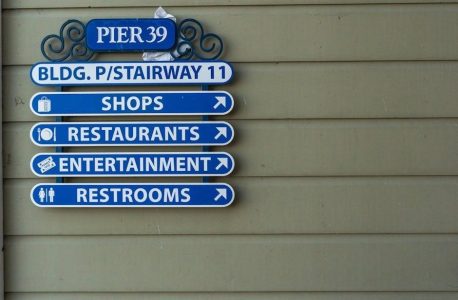 PIER 39
BLDG. P/STAIRWAY 11
SHOPS
RESTAURANTS
ENTERTAINMENT
RESTROOMS